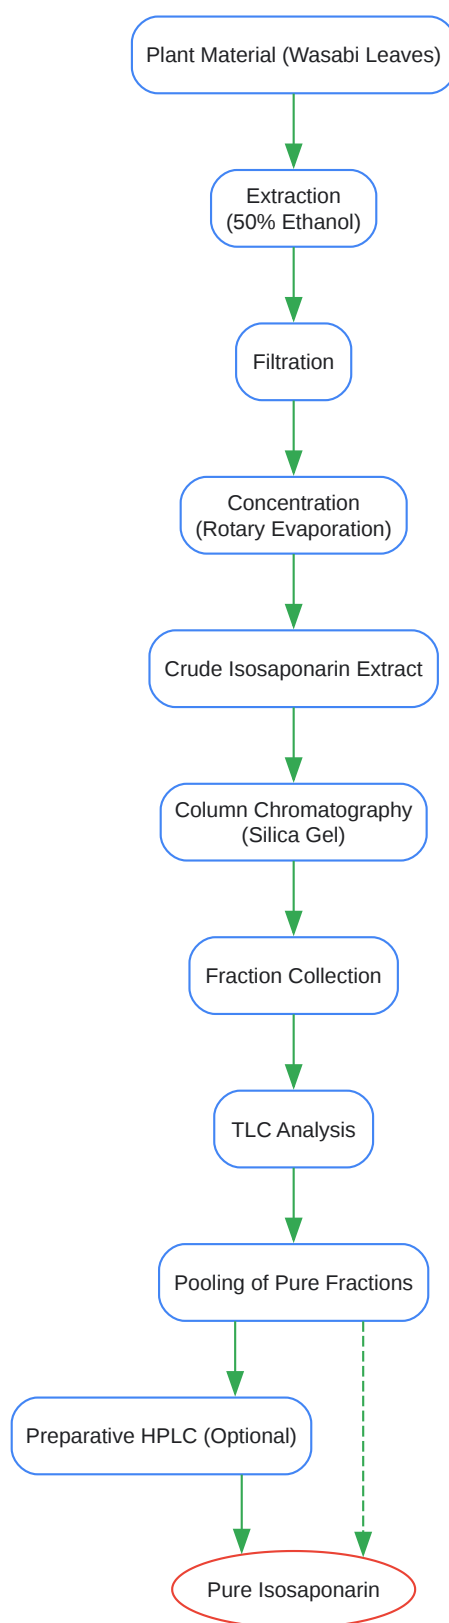 Plant Material (Wasabi Leaves)
Extraction
(50% Ethanol)
Filtration
Concentration
(Rotary Evaporation)
Crude Isosaponarin Extract
Column Chromatography
(Silica Gel)
Fraction Collection
TLC Analysis
Pooling of Pure Fractions
Preparative HPLC (Optional)
Pure Isosaponarin